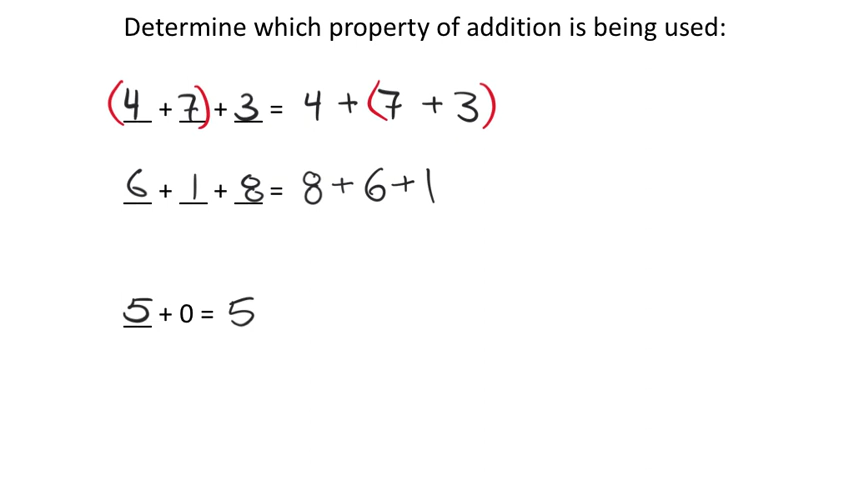 Determine which property of addition is being used:
(4 + 7) + 3 = 4 + (7 + 3)
6 + 1 + 8 = 8 + 6 + 1
5 + 0 = 5